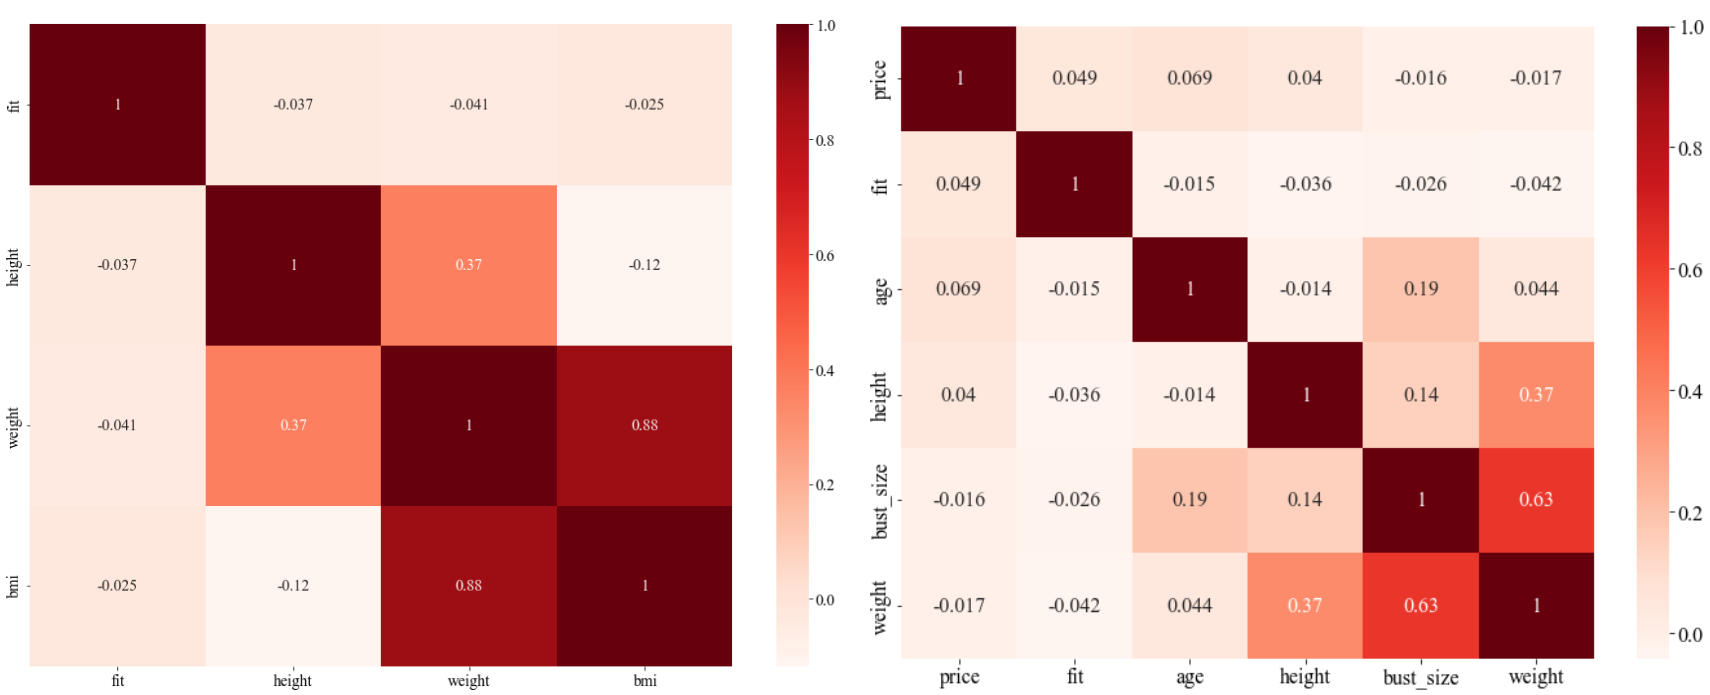 fit 1 -0.037 -0.041 -0.025
height -0.037 1 0.37 -0.12
weight -0.041 0.37 1 0.88
bmi -0.025 -0.12 0.88 1
fit height weight bmi
1.0
0.8
0.6
0.4
0.2
0.0
price 1 0.049 0.069 0.04 -0.016 -0.017
fit 0.049 1 -0.015 -0.036 -0.026 -0.042
age 0.069 -0.015 1 -0.014 0.19 0.044
height 0.04 -0.036 -0.014 1 0.14 0.37
bust_size -0.016 -0.026 0.19 0.14 1 0.63
weight -0.017 -0.042 0.044 0.37 0.63 1
price fit age height bust_size weight
1.0
0.8
0.6
0.4
0.2
0.0